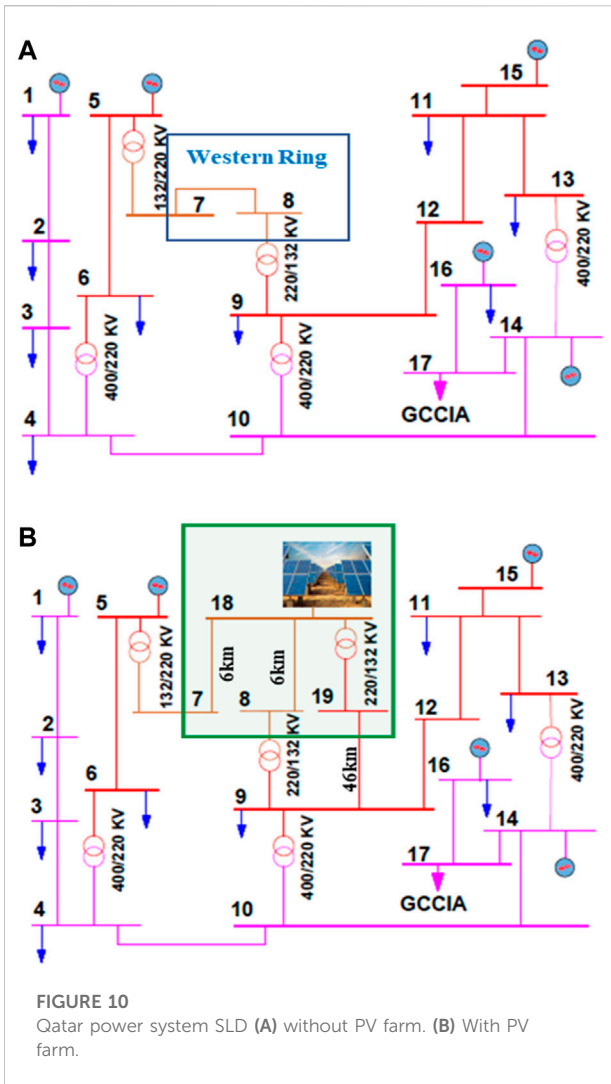 A
1
5
15
11
132/220 KV
Western Ring
7
8
13
2
220/132 KV
12
400/220 KV
16
6
3
9
14
400/220 KV
400/220 KV
17
GCCIA
4
10
B
1
5
15
18
11
132/220 KV
6km
6km
220/132 KV
13
7
8
19
2
220/132 KV
12
400/220 KV
46km
16
6
3
9
14
400/220 KV
400/220 KV
17
GCCIA
4
10
FIGURE 10
Qatar power system SLD (A) without PV farm. (B) With PV
farm.